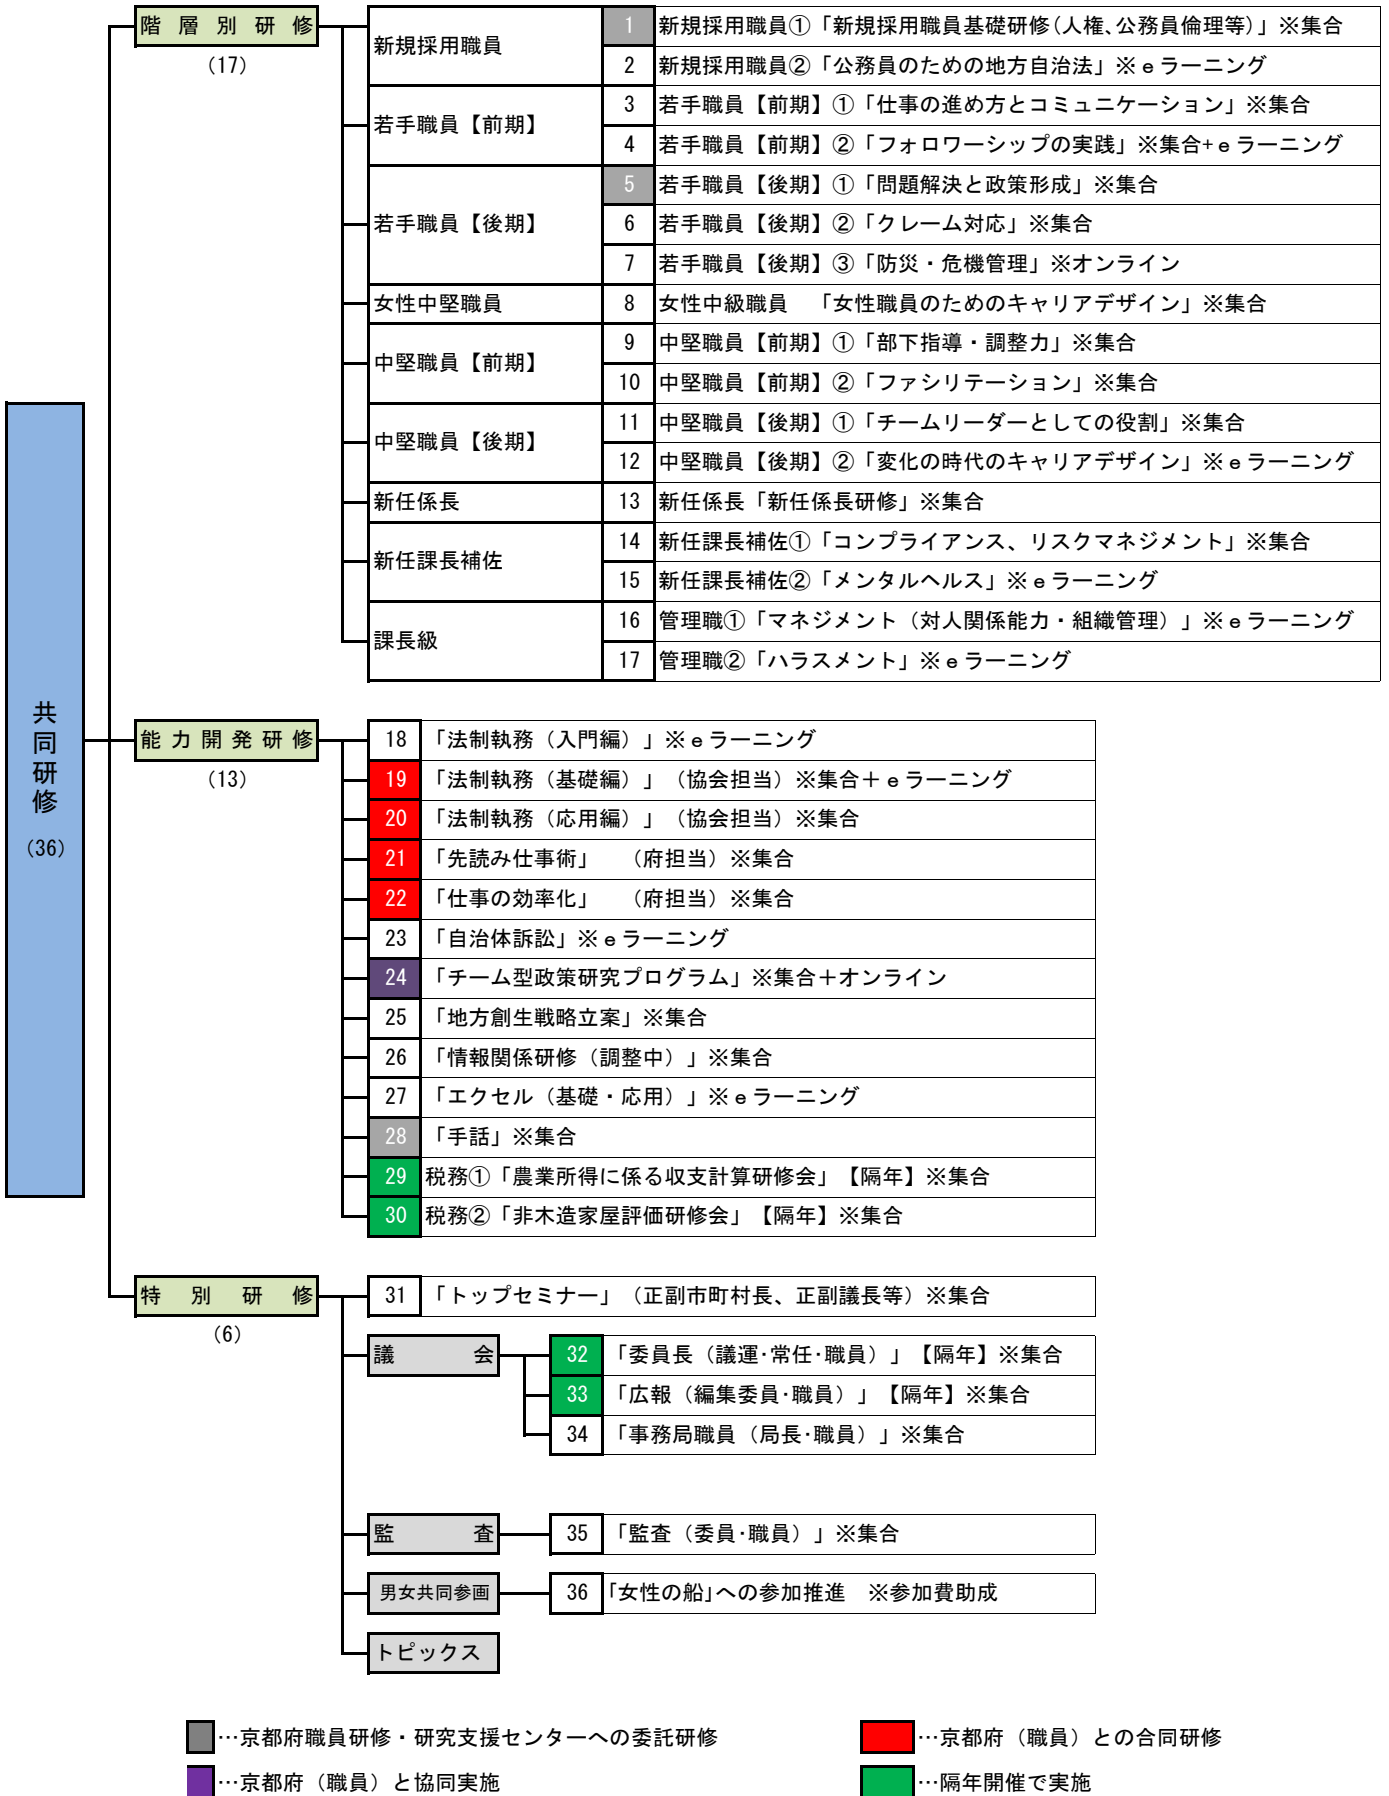 共同研修
（36）
階層別研修
（17）
新規採用職員
1 新規採用職員①「新規採用職員基礎研修（人権、公務員倫理等）」※集合
2 新規採用職員②「公務員のための地方自治法」※ｅラーニング
若手職員【前期】
3 若手職員【前期】①「仕事の進め方とコミュニケーション」※集合
4 若手職員【前期】②「フォロワーシップの実践」※集合+ｅラーニング
若手職員【後期】
5 若手職員【後期】①「問題解決と政策形成」※集合
6 若手職員【後期】②「クレーム対応」※集合
7 若手職員【後期】③「防災・危機管理」※オンライン
女性中堅職員
8 女性中級職員　「女性職員のためのキャリアデザイン」※集合
中堅職員【前期】
9 中堅職員【前期】①「部下指導・調整力」※集合
10 中堅職員【前期】②「ファシリテーション」※集合
中堅職員【後期】
11 中堅職員【後期】①「チームリーダーとしての役割」※集合
12 中堅職員【後期】②「変化の時代のキャリアデザイン」※ｅラーニング
新任係長
13 新任係長「新任係長研修」※集合
新任課長補佐
14 新任課長補佐①「コンプライアンス、リスクマネジメント」※集合
15 新任課長補佐②「メンタルヘルス」※ｅラーニング
課長級
16 管理職①「マネジメント（対人関係能力・組織管理）」※ｅラーニング
17 管理職②「ハラスメント」※ｅラーニング
能力開発研修
（13）
18 「法制執務（入門編）」※ｅラーニング
19 「法制執務（基礎編）」（協会担当）※集合＋ｅラーニング
20 「法制執務（応用編）」（協会担当）※集合
21 「先読み仕事術」　（府担当）※集合
22 「仕事の効率化」　（府担当）※集合
23 「自治体訴訟」※ｅラーニング
24 「チーム型政策研究プログラム」※集合＋オンライン
25 「地方創生戦略立案」※集合
26 「情報関係研修（調整中）」※集合
27 「エクセル（基礎・応用）」※ｅラーニング
28 「手話」※集合
29 税務①「農業所得に係る収支計算研修会」【隔年】※集合
30 税務②「非木造家屋評価研修会」【隔年】※集合
特別研修
（6）
31 「トップセミナー」（正副市町村長、正副議長等）※集合
議会
32 「委員長（議運･常任･職員）」【隔年】※集合
33 「広報（編集委員･職員）」【隔年】※集合
34 「事務局職員（局長･職員）」※集合
監査
35 「監査（委員･職員）」※集合
男女共同参画
36 「女性の船」への参加推進　※参加費助成
トピックス
…京都府職員研修・研究支援センターへの委託研修
…京都府（職員）との合同研修
…京都府（職員）と協同実施
…隔年開催で実施